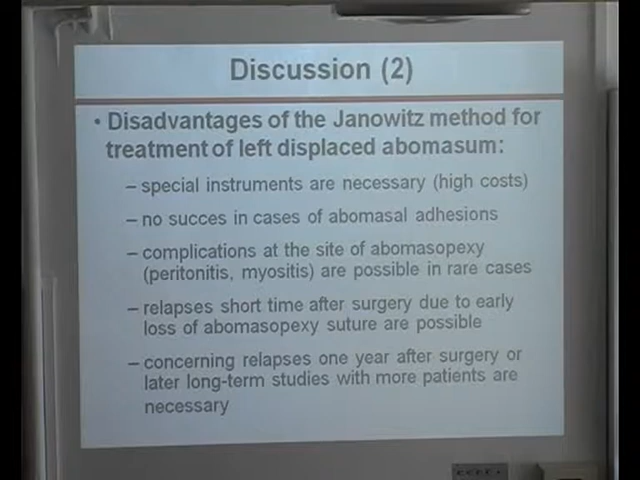 Discussion (2)
• Disadvantages of the Janowitz method for
treatment of left displaced abomasum:
– special instruments are necessary (high costs)
– no succes in cases of abomasal adhesions
– complications at the site of abomasopexy
(peritonitis, myositis) are possible in rare cases
– relapses short time after surgery due to early
loss of abomasopexy suture are possible
– concerning relapses one year after surgery or
later long-term studies with more patients are
necessary